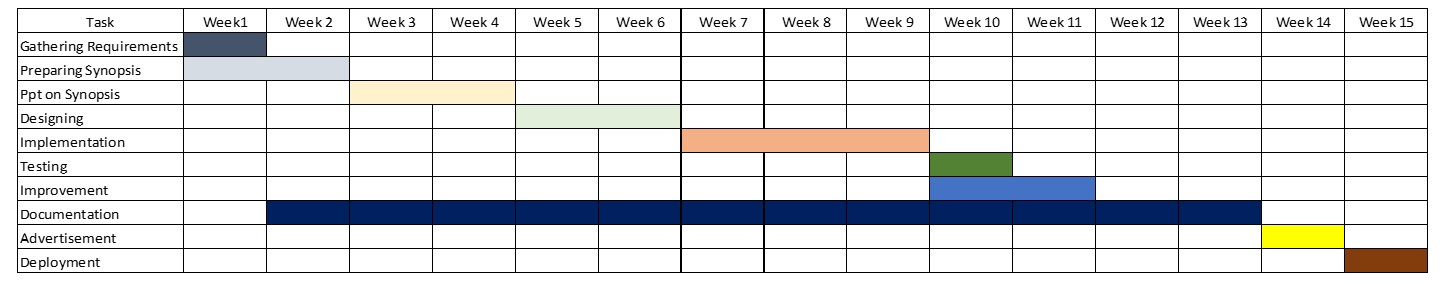 Task Week1 Week 2 Week 3 Week 4 Week 5 Week 6 Week 7 Week 8 Week 9 Week 10 Week 11 Week 12 Week 13 Week 14 Week 15
Gathering Requirements
Preparing Synopsis
Ppt on Synopsis
Designing
Implementation
Testing
Improvement
Documentation
Advertisement
Deployment